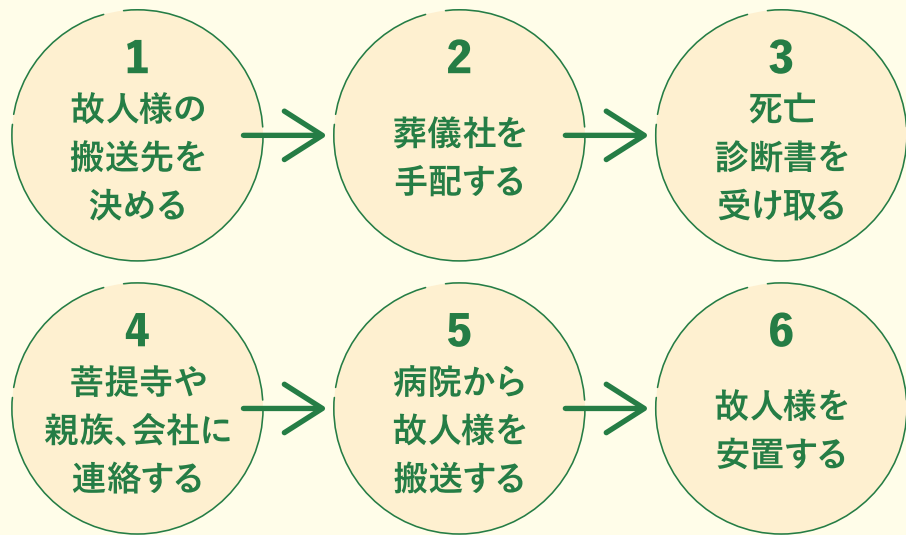 1
故人様の
搬送先を
決める
2
葬儀社を
手配する
3
死亡
診断書を
受け取る
4
菩提寺や
親族、会社に
連絡する
5
病院から
故人様を
搬送する
6
故人様を
安置する